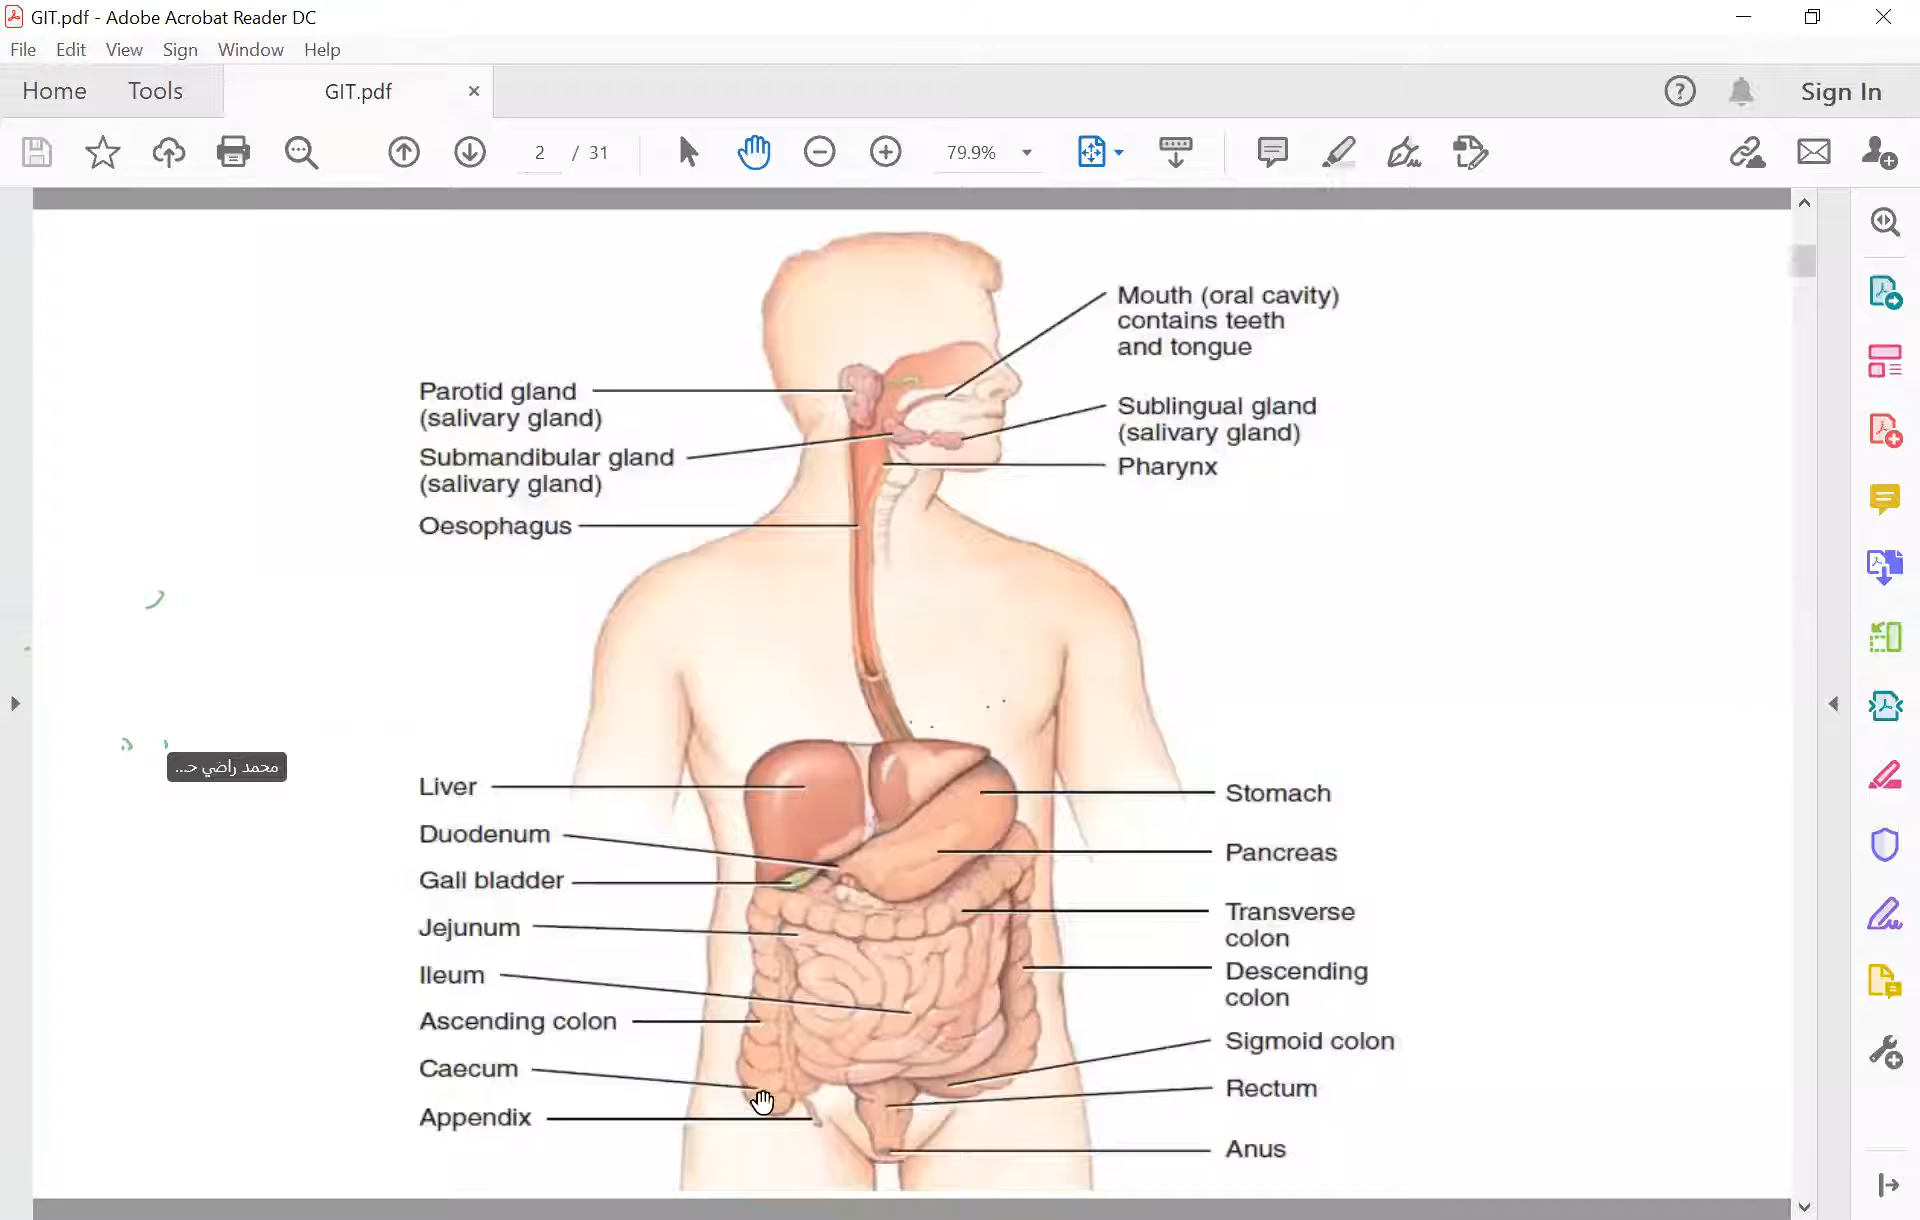 GIT.pdf - Adobe Acrobat Reader DC
File Edit View Sign Window Help
Home Tools GIT.pdf Sign In
2 / 31 79.9%
Mouth (oral cavity)
contains teeth
and tongue
Parotid gland
(salivary gland)
Sublingual gland
(salivary gland)
Submandibular gland
(salivary gland)
Pharynx
Oesophagus
محمد راضي حـ...
Liver
Stomach
Duodenum
Pancreas
Gall bladder
Transverse
colon
Jejunum
Descending
colon
Ileum
Ascending colon
Sigmoid colon
Caecum
Rectum
Appendix
Anus